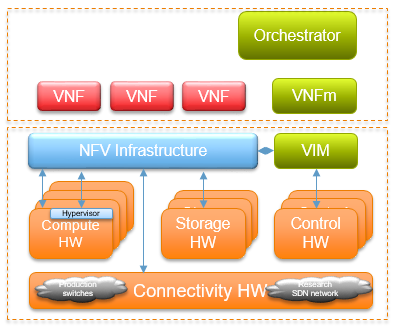 Orchestrator
VNF
VNF
VNF
VNFm
NFV Infrastructure
VIM
Hypervisor
Compute
HW
Storage
HW
Control
HW
Production
switches
Connectivity HW
Research
SDN network